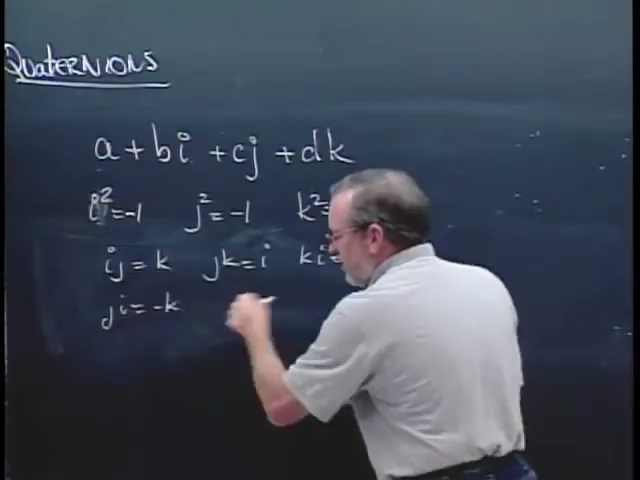 QUATERNIONS
a + bi + cj + dk
i² = -1 j² = -1 k² =
ij = k jk = i ki =
ji = -k